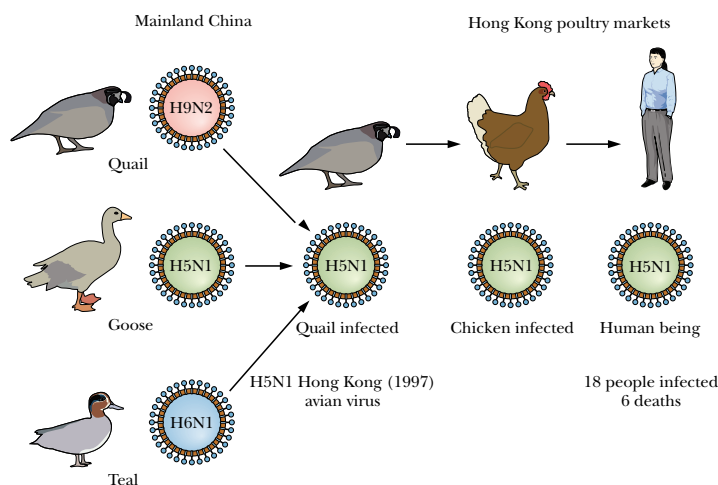 Mainland China
Hong Kong poultry markets
H9N2
Quail
H5N1
Goose
H5N1
Quail infected
H5N1
Chicken infected
H5N1
Human being
H5N1 Hong Kong (1997)
avian virus
18 people infected
6 deaths
H6N1
Teal